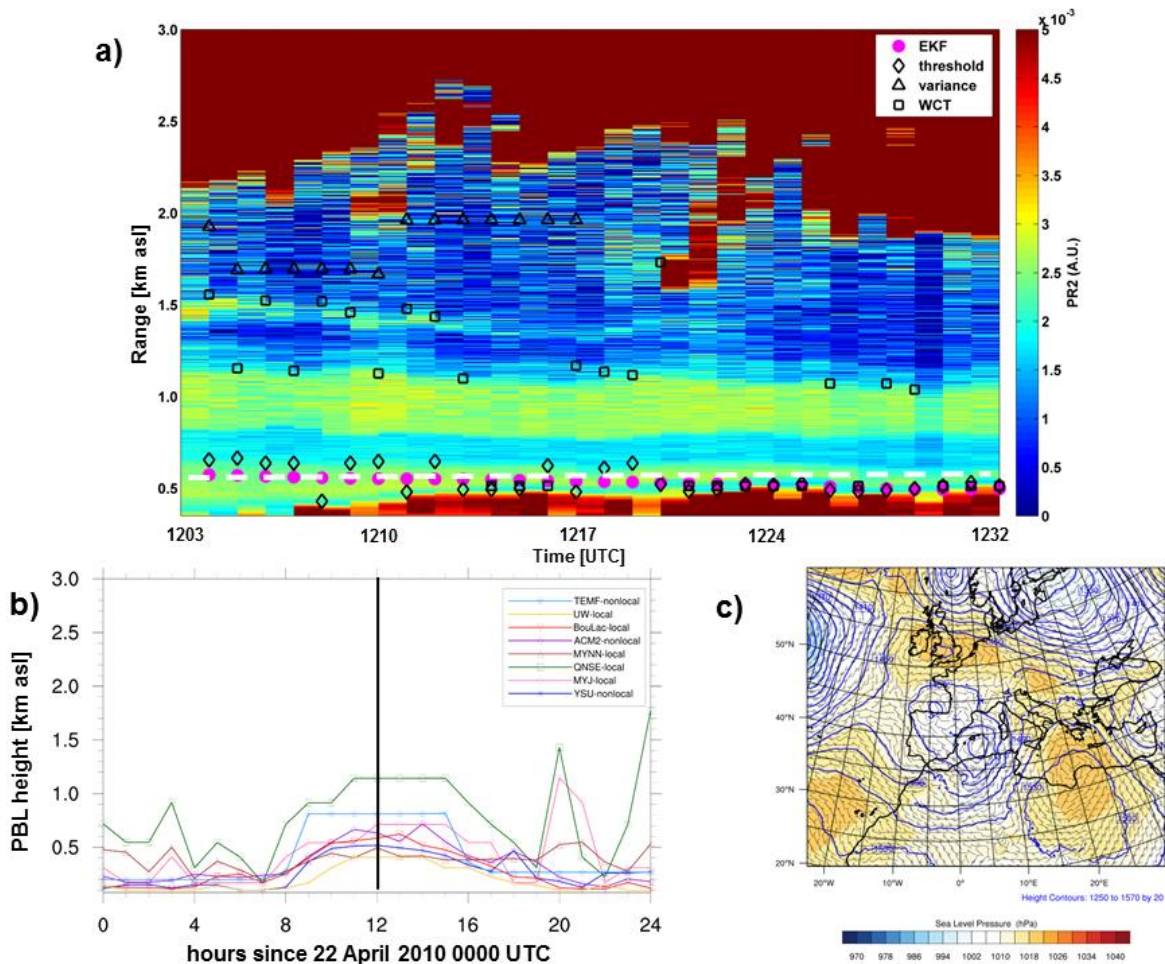 a)
3.0
2.5
2.0
1.5
1.0
0.5
Range [km asl]
EKF
threshold
variance
WCT
1203
1210
1217
1224
1232
Time [UTC]
x 10⁻³
5
4.5
4
3.5
3
2.5
2
1.5
1
0.5
0
PR2 (A.U.)
b)
3.0
2.5
2.0
1.5
1.0
0.5
PBL height [km asl]
TEMF-nonlocal
UW-local
BouLac-local
ACM2-nonlocal
MYNN-local
QNSE-local
MYJ-local
YSU-nonlocal
0
4
8
12
16
20
24
hours since 22 April 2010 0000 UTC
c)
50°N
40°N
30°N
20°N
20°W
10°W
0°
10°E
20°E
Height Contours: 1250 to 1570 by 20
Sea Level Pressure (hPa)
970
978
986
994
1002
1010
1018
1026
1034
1040